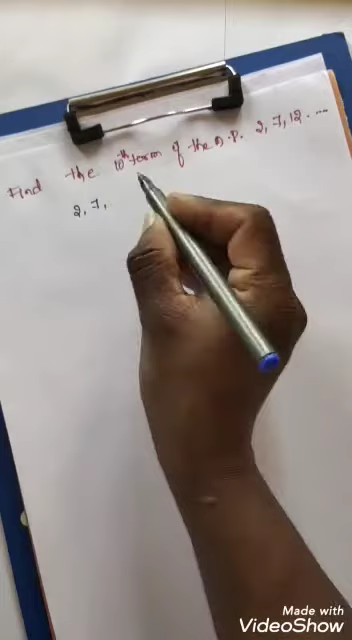 Find the 10th term of the A.P. 2, 7, 12 . ...
2, 7,
Made with
VideoShow